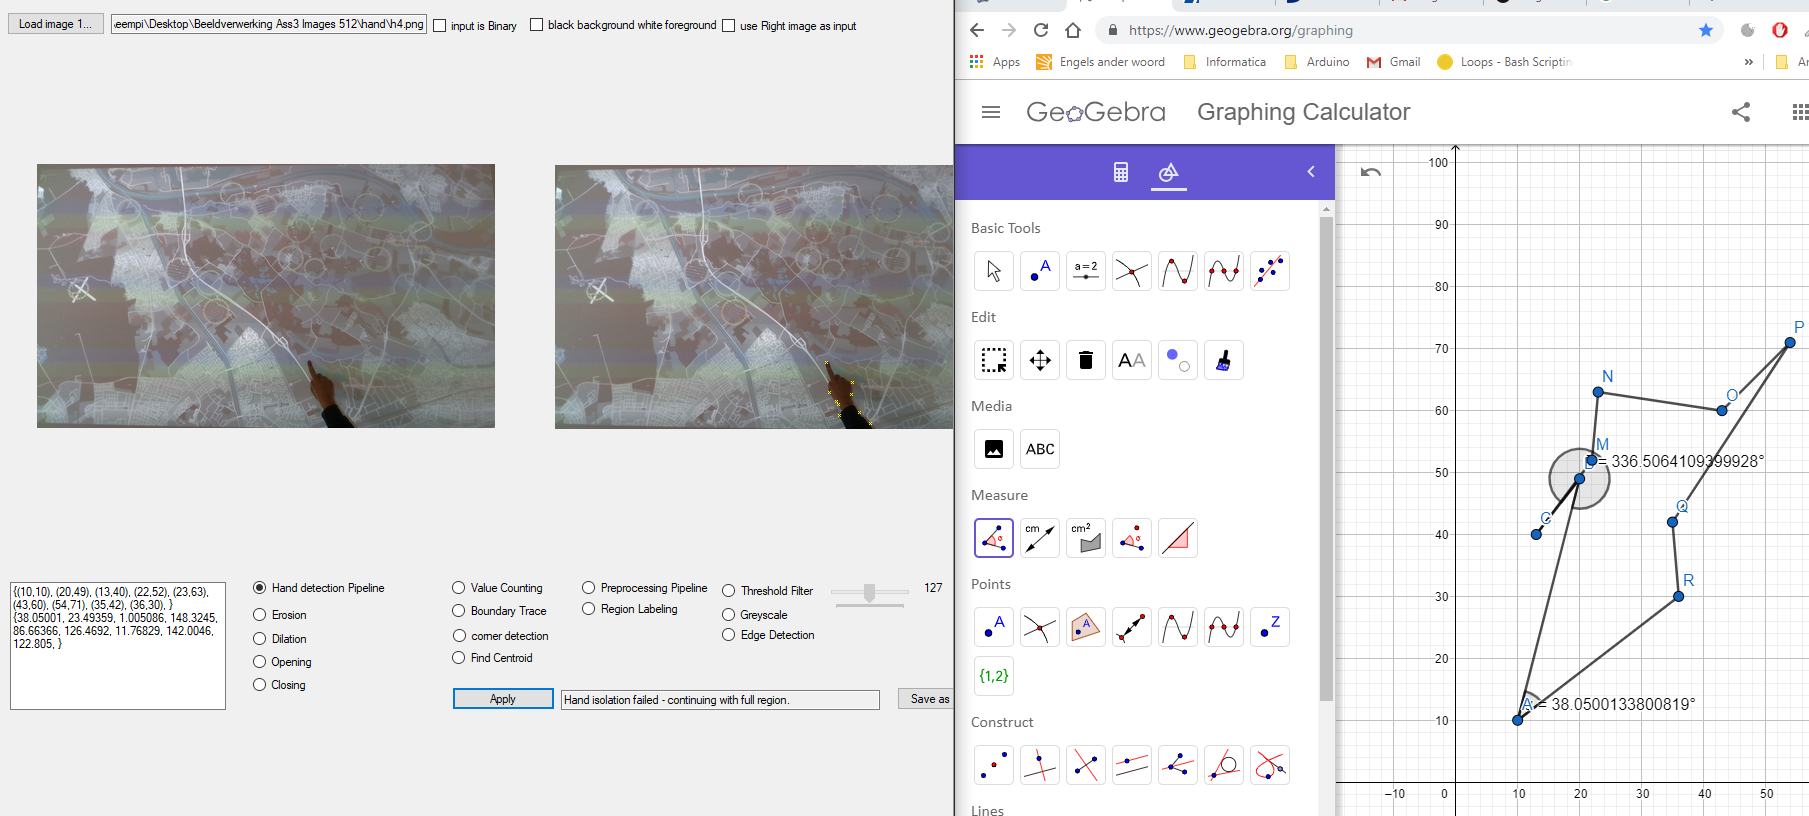 Load image 1...
.eempi\Desktop\Beeldverwerking Ass3 Images 512\hand\h4.png
input is Binary
black background white foreground
use Right image as input
{(10,10), (20,49), (13,40), (22,52), (23,63),
(43,60), (54,71), (35,42), (36,30), }
{38.05001, 23.49359, 1.005086, 148.3245,
86.66366, 126.4692, 11.76829, 142.0046,
122.805, }
Hand detection Pipeline
Erosion
Dilation
Opening
Closing
Value Counting
Boundary Trace
corner detection
Find Centroid
Preprocessing Pipeline
Region Labeling
Threshold Filter
Greyscale
Edge Detection
127
Apply
Hand isolation failed - continuing with full region.
Save as
https://www.geogebra.org/graphing
Apps
Engels ander woord
Informatica
Arduino
Gmail
Loops - Bash Scriptin
»
Ar
GeoGebra
Graphing Calculator
Basic Tools
A
a=2
Edit
AA
Media
ABC
Measure
α
cm
cm²
α
Points
A
A
Z
{1,2}
Construct
Lines
100
90
80
70
60
50
40
30
20
10
−10
0
10
20
30
40
50
P
N
O
M
= 336.5064109399928°
C
Q
R
A = 38.0500133800819°